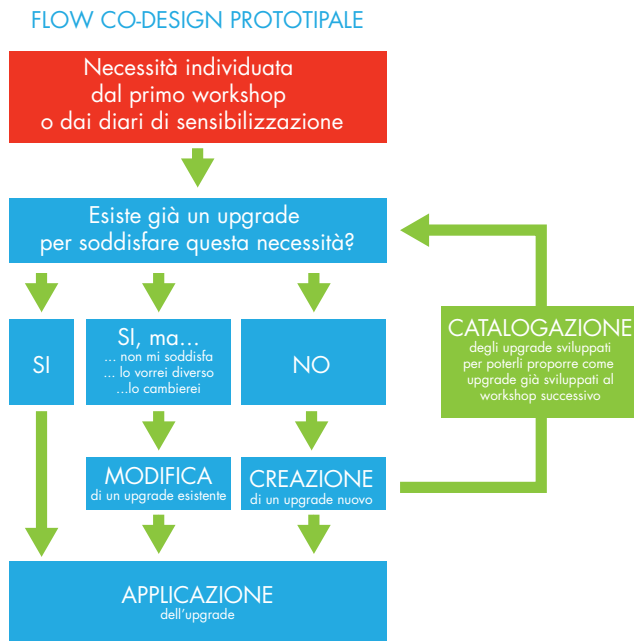 FLOW CO-DESIGN PROTOTIPALE
Necessità individuata
dal primo workshop
o dai diari di sensibilizzazione
Esiste già un upgrade
per soddisfare questa necessità?
SI
SI, ma...
... non mi soddisfa
... lo vorrei diverso
...lo cambierei
NO
CATALOGAZIONE
degli upgrade sviluppati
per poterli proporre come
upgrade già sviluppati al
workshop successivo
MODIFICA
di un upgrade esistente
CREAZIONE
di un upgrade nuovo
APPLICAZIONE
dell'upgrade